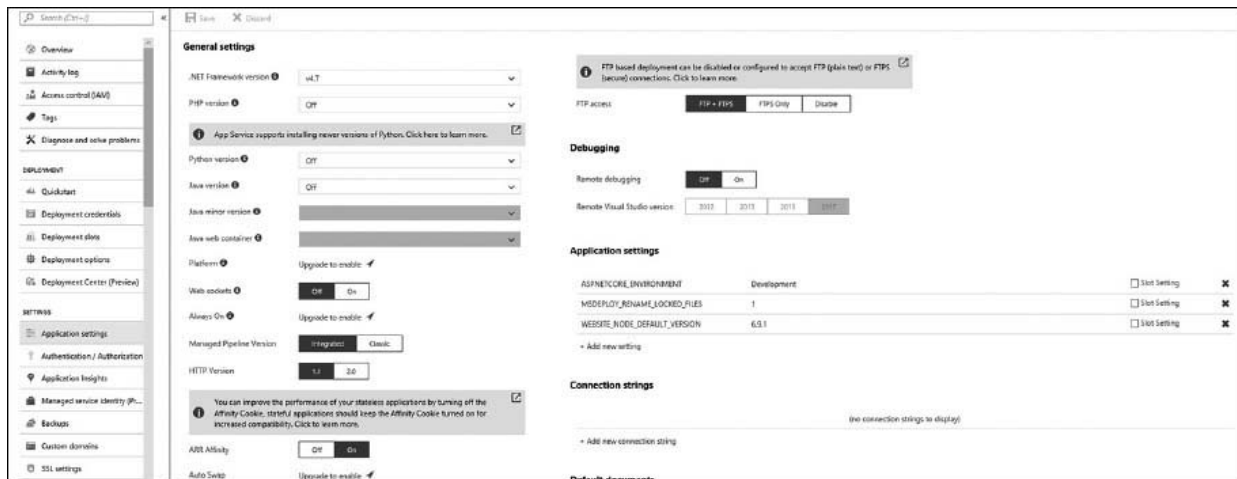 Search (Ctrl+/)
Overview
Activity log
Access control (IAM)
Tags
Diagnose and solve problems
DEPLOYMENT
Quickstart
Deployment credentials
Deployment slots
Deployment options
Deployment Center (Preview)
SETTINGS
Application settings
Authentication / Authorization
Application Insights
Managed service identity (Pr...
Backups
Custom domains
SSL settings
Save
Discard
General settings
.NET Framework version
v4.7
PHP version
Off
App Service supports installing newer versions of Python. Click here to learn more.
Python version
Off
Java version
Off
Java minor version
Java web container
Platform
Upgrade to enable
Web sockets
Off On
Always On
Upgrade to enable
Managed Pipeline Version
Integrated Classic
HTTP Version
1.1 2.0
You can improve the performance of your stateless applications by turning off the
Affinity Cookie, stateful applications should keep the Affinity Cookie turned on for
increased compatibility. Click to learn more.
ARR Affinity
Off On
Auto Swap
Upgrade to enable
FTP based deployment can be disabled or configured to accept FTP (plain text) or FTPS
(secure) connections. Click to learn more.
FTP access
FTP + FTPS FTPS Only Disable
Debugging
Remote debugging
Off On
Remote Visual Studio version
2012 2013 2015 2017
Application settings
ASPNETCORE_ENVIRONMENT Development Slot Setting
MSDEPLOY_RENAME_LOCKED_FILES 1 Slot Setting
WEBSITE_NODE_DEFAULT_VERSION 6.9.1 Slot Setting
+ Add new setting
Connection strings
(no connection strings to display)
+ Add new connection string
Default documents